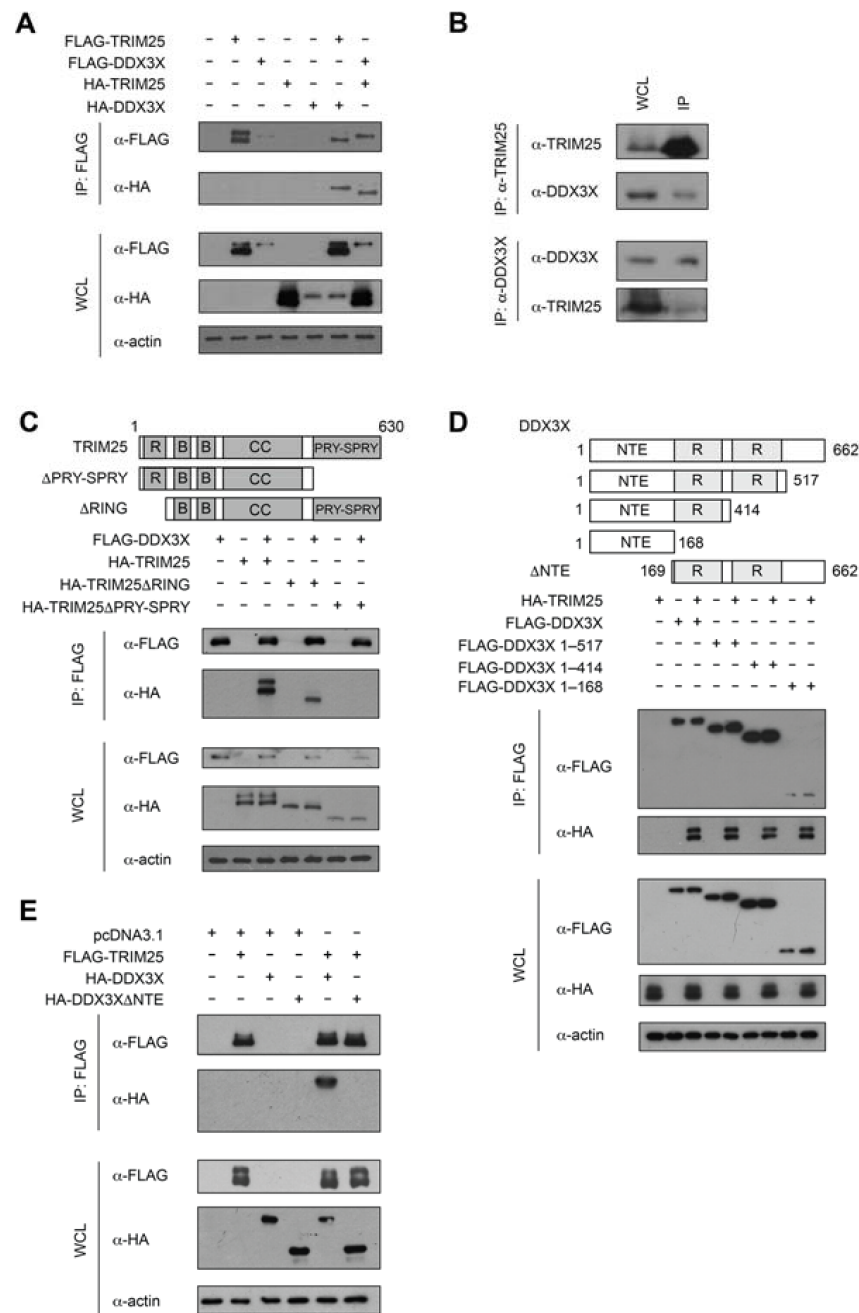 A
FLAG-TRIM25 – + – – – + –
FLAG-DDX3X – – + – – – +
HA-TRIM25 – – – + – – +
HA-DDX3X – – – – + + –
IP: FLAG
α-FLAG
α-HA
WCL
α-FLAG
α-HA
α-actin
B
WCL IP
IP: α-TRIM25
α-TRIM25
α-DDX3X
IP: α-DDX3X
α-DDX3X
α-TRIM25
C
1 630
TRIM25 R B B CC PRY-SPRY
ΔPRY-SPRY R B B CC
ΔRING B B CC PRY-SPRY
FLAG-DDX3X + – + – + – +
HA-TRIM25 – + + – – – –
HA-TRIM25ΔRING – – – + + – –
HA-TRIM25ΔPRY-SPRY – – – – – + +
IP: FLAG
α-FLAG
α-HA
WCL
α-FLAG
α-HA
α-actin
D
DDX3X
1 NTE R R 662
1 NTE R R 517
1 NTE R 414
1 NTE 168
ΔNTE 169 R R 662
HA-TRIM25 + – + – + – + – +
FLAG-DDX3X – + + – – – – – –
FLAG-DDX3X 1–517 – – – + + – – – –
FLAG-DDX3X 1–414 – – – – – + + – –
FLAG-DDX3X 1–168 – – – – – – – + +
IP: FLAG
α-FLAG
α-HA
WCL
α-FLAG
α-HA
α-actin
E
pcDNA3.1 + + + + – –
FLAG-TRIM25 – + – – + +
HA-DDX3X – – + – + –
HA-DDX3XΔNTE – – – + – +
IP: FLAG
α-FLAG
α-HA
WCL
α-FLAG
α-HA
α-actin